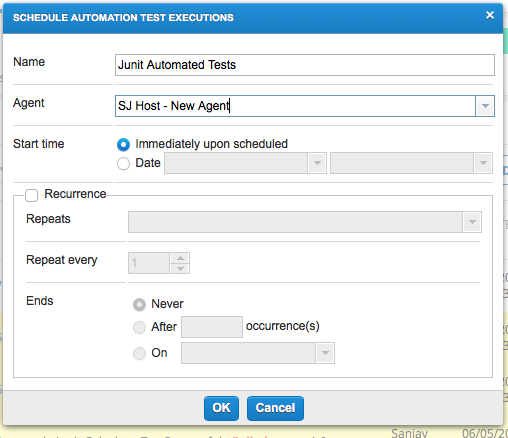 SCHEDULE AUTOMATION TEST EXECUTIONS
Name Junit Automated Tests
Agent SJ Host - New Agent
Start time Immediately upon scheduled
Date
Recurrence
Repeats
Repeat every 1
Ends Never
After occurrence(s)
On
OK Cancel
Sanjay 06/05/20